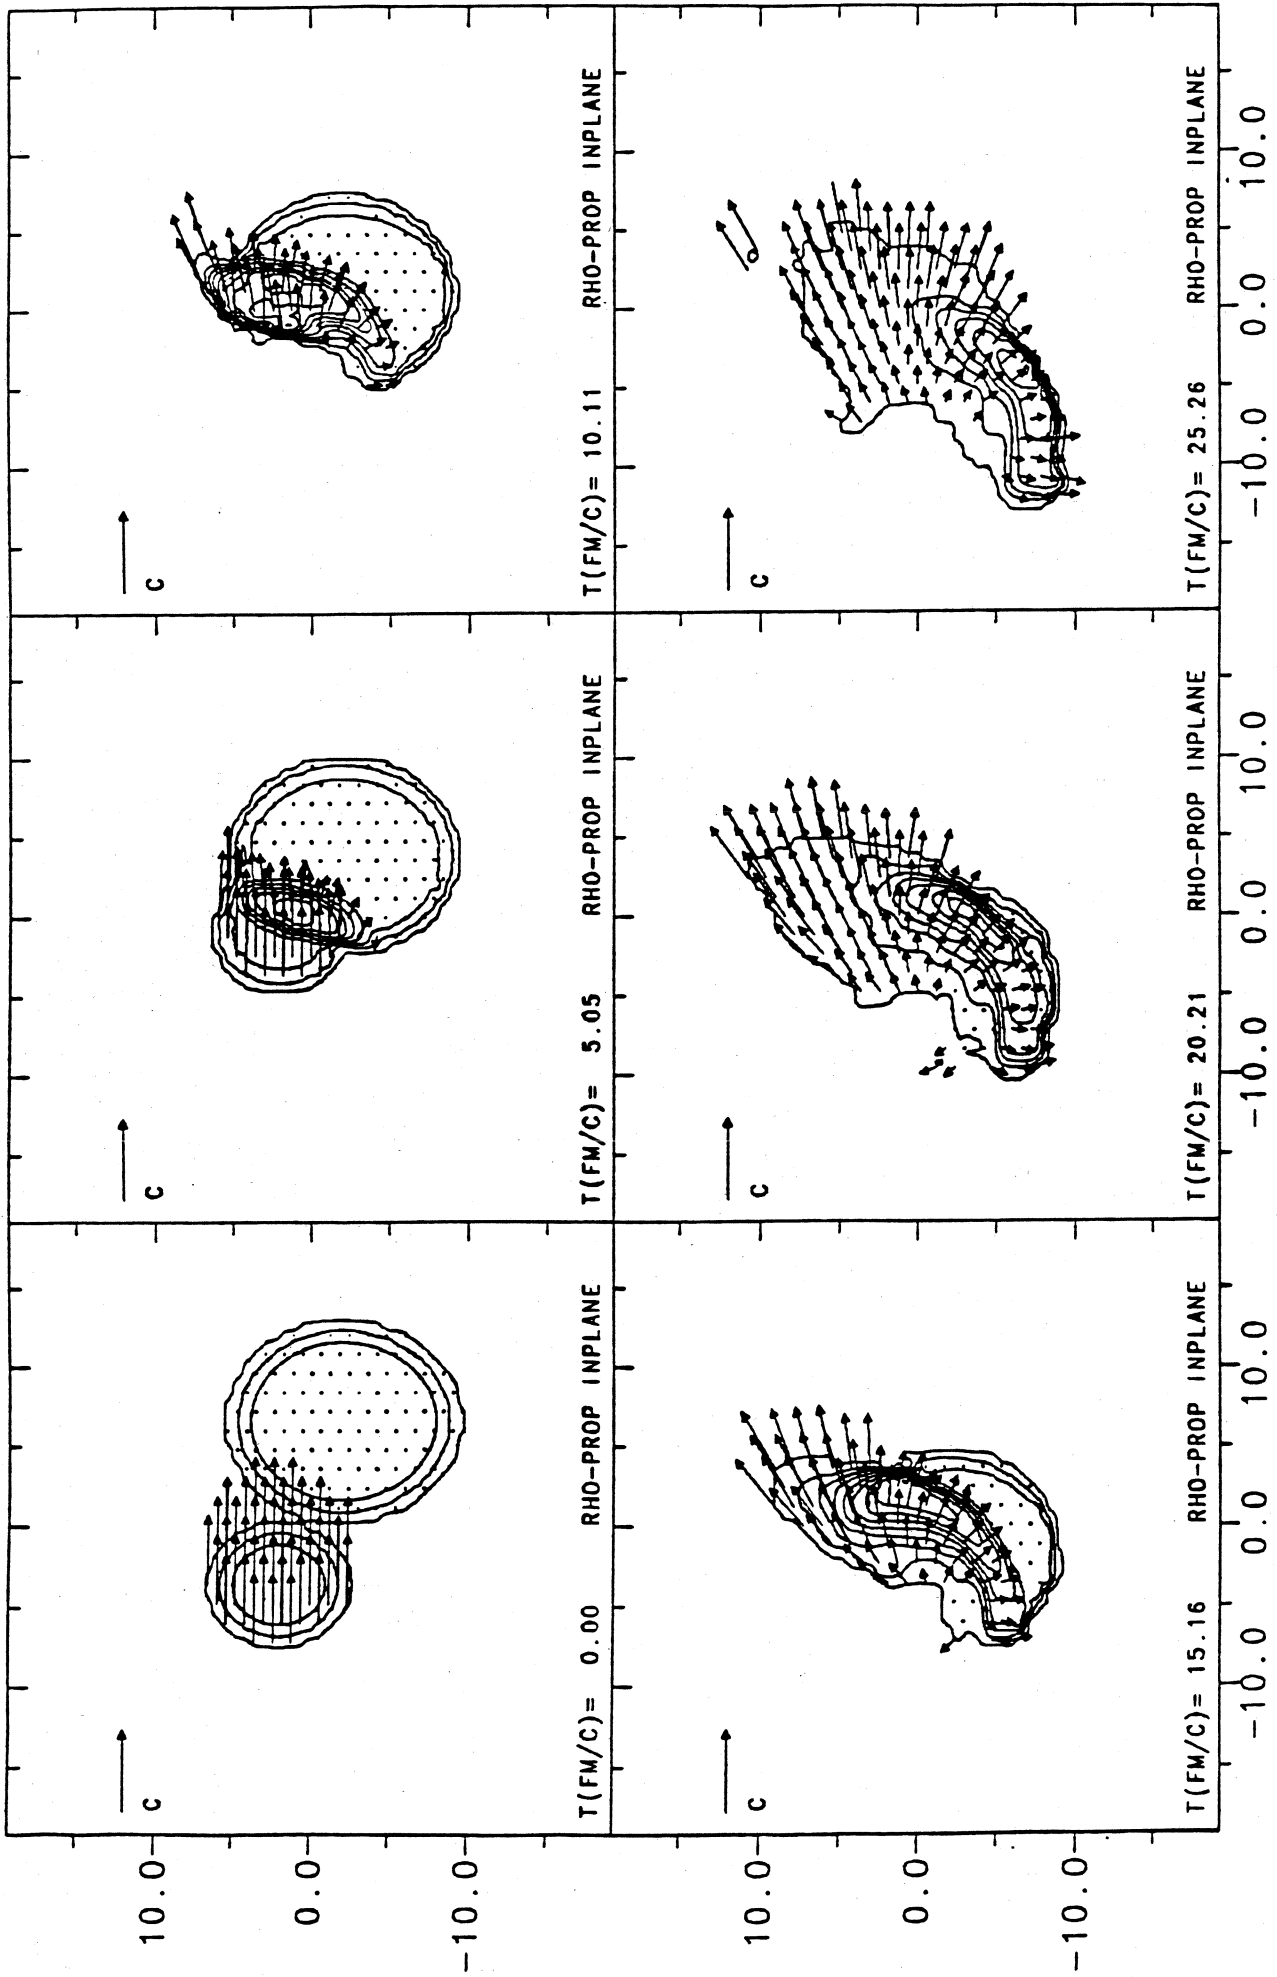 10.0
0.0
-10.0
C
C
C
T(FM/C)= 0.00 RHO-PROP INPLANE
T(FM/C)= 5.05 RHO-PROP INPLANE
T(FM/C)= 10.11 RHO-PROP INPLANE
10.0
0.0
-10.0
C
C
C
T(FM/C)= 15.16 RHO-PROP INPLANE
T(FM/C)= 20.21 RHO-PROP INPLANE
T(FM/C)= 25.26 RHO-PROP INPLANE
-10.0 0.0 10.0
-10.0 0.0 10.0
-10.0 0.0 10.0